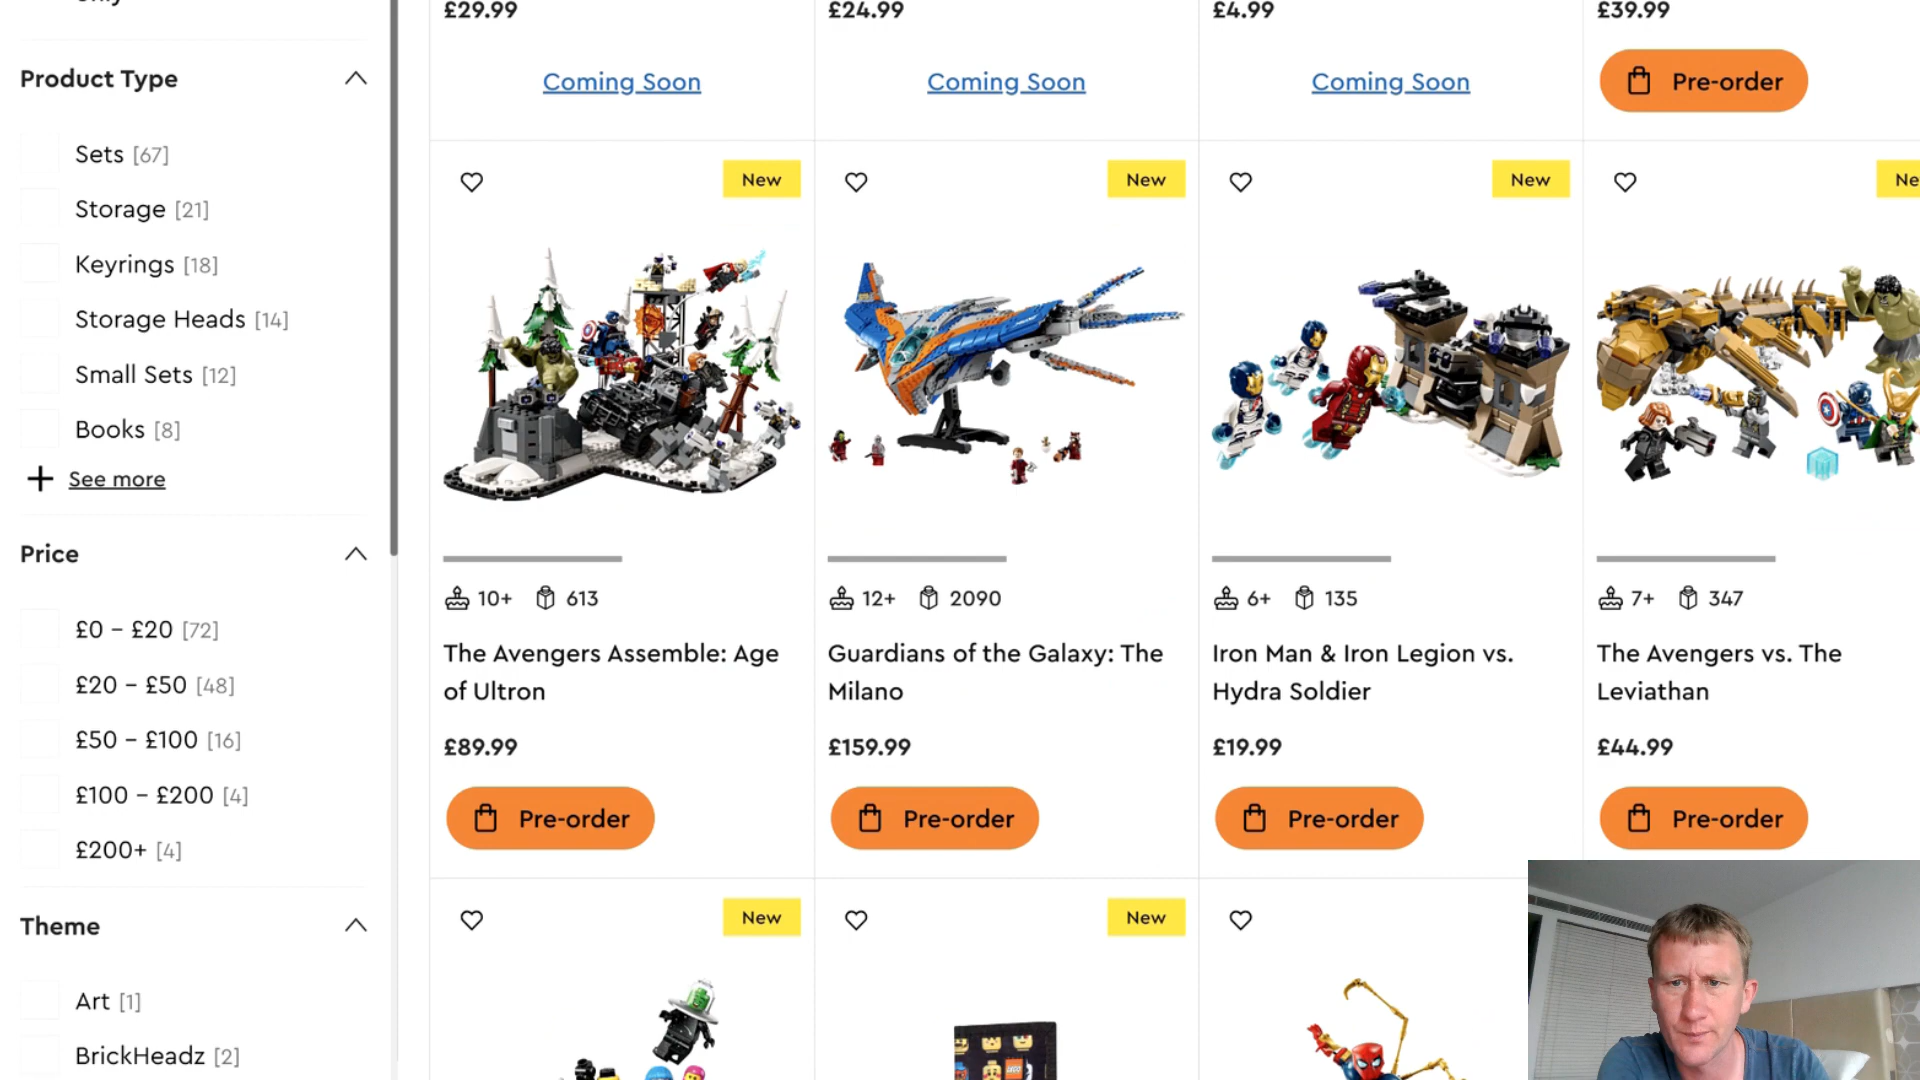 £29.99
£24.99
£4.99
£39.99
Product Type
Coming Soon
Coming Soon
Coming Soon
Pre-order
Sets [67]
Storage [21]
Keyrings [18]
Storage Heads [14]
Small Sets [12]
Books [8]
See more
New
New
New
Price
£0 – £20 [72]
£20 – £50 [48]
£50 – £100 [16]
£100 – £200 [4]
£200+ [4]
10+ 613
12+ 2090
6+ 135
7+ 347
The Avengers Assemble: Age
of Ultron
Guardians of the Galaxy: The
Milano
Iron Man & Iron Legion vs.
Hydra Soldier
The Avengers vs. The
Leviathan
£89.99
£159.99
£19.99
£44.99
Pre-order
Pre-order
Pre-order
Pre-order
Theme
Art [1]
BrickHeadz [2]
New
New